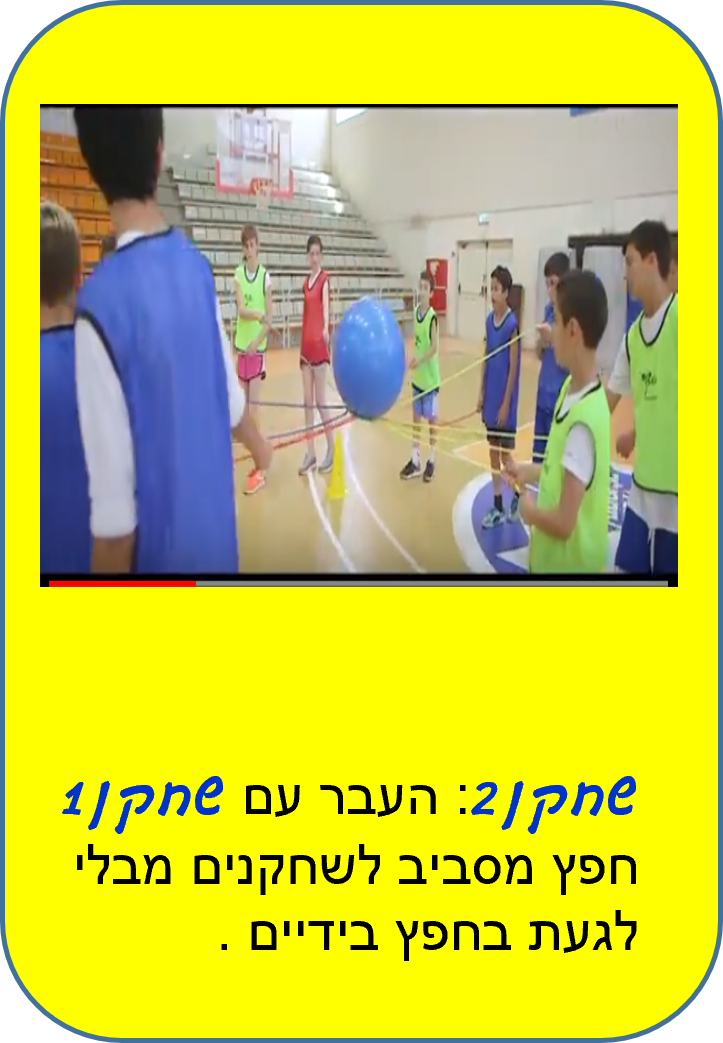 שחקן2: העבר עם שחקן1
חפץ מסביב לשחקנים מבלי
לגעת בחפץ בידיים .